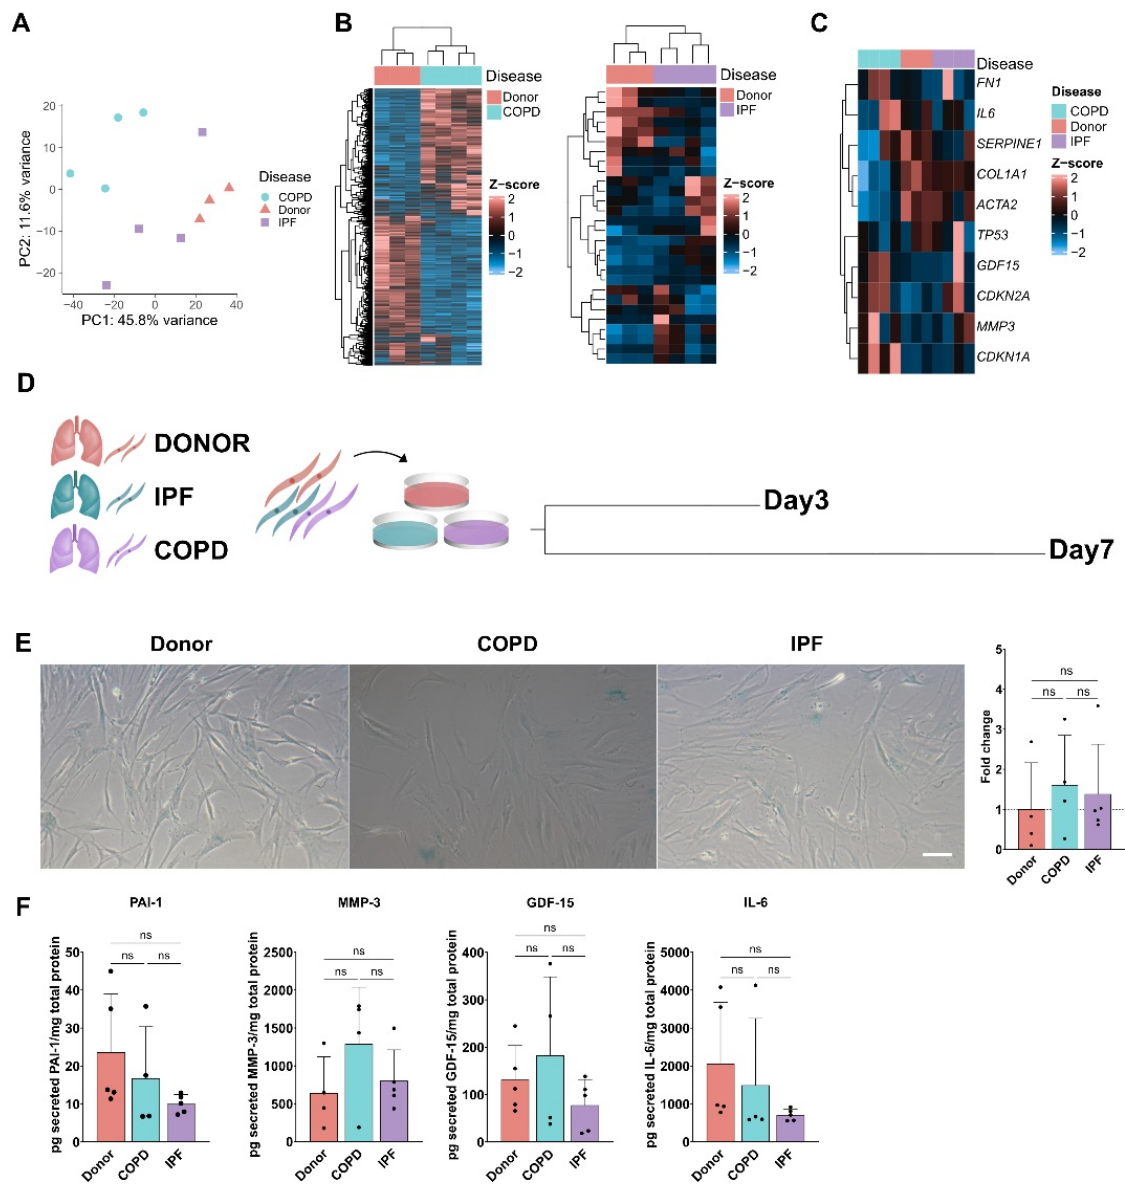 A
20
10
0
−10
−20
PC2: 11.6% variance
−40
−20
0
20
40
PC1: 45.8% variance
Disease
COPD
Donor
IPF
B
Disease
Donor
COPD
Z-score
2
1
0
−1
−2
Disease
Donor
IPF
Z-score
2
1
0
−1
−2
C
Disease
FN1
IL6
SERPINE1
COL1A1
ACTA2
TP53
GDF15
CDKN2A
MMP3
CDKN1A
Disease
COPD
Donor
IPF
Z-score
2
1
0
−1
−2
D
DONOR
IPF
COPD
Day3
Day7
E
Donor
COPD
IPF
Fold change
5
4
3
2
1
0
ns
ns
ns
Donor
COPD
IPF
F
PAI-1
pg secreted PAI-1/mg total protein
50
40
30
20
10
0
ns
ns
ns
Donor
COPD
IPF
MMP-3
pg secreted MMP-3/mg total protein
2500
2000
1500
1000
500
0
ns
ns
ns
Donor
COPD
IPF
GDF-15
pg secreted GDF-15/mg total protein
400
300
200
100
0
ns
ns
ns
Donor
COPD
IPF
IL-6
pg secreted IL-6/mg total protein
5000
4000
3000
2000
1000
0
ns
ns
ns
Donor
COPD
IPF